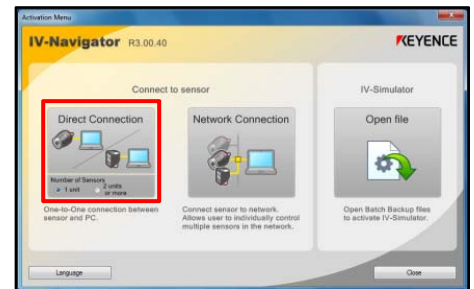 Activation Menu
IV-Navigator R3.00.40
KEYENCE
Connect to sensor
IV-Simulator
Direct Connection
Number of Sensors
1 unit
2 units
or more
One-to-One connection between
sensor and PC.
Network Connection
Connect sensor to network.
Allows user to individually control
multiple sensors in the network.
Open file
Open Batch Backup files
to activate IV-Simulator.
Language
Close